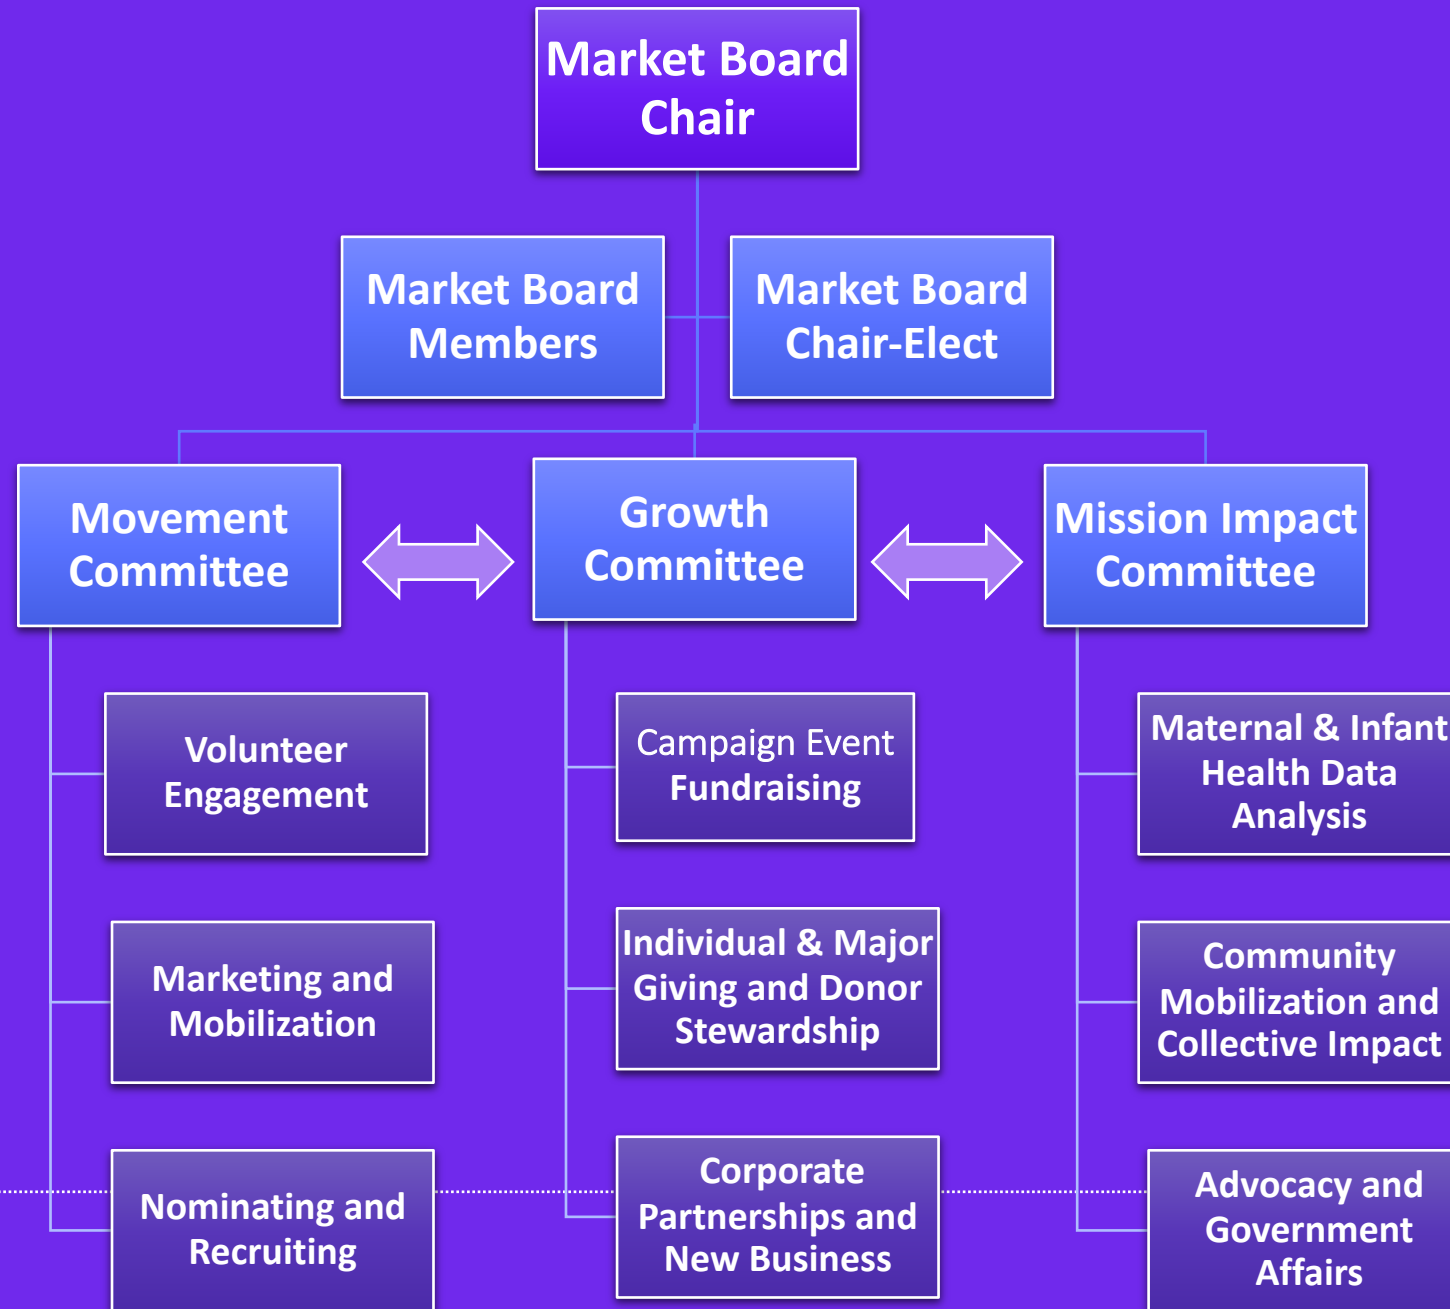 Market Board
Chair
Market Board
Members
Market Board
Chair-Elect
Movement
Committee
Growth
Committee
Mission Impact
Committee
Volunteer
Engagement
Campaign Event
Fundraising
Maternal & Infant
Health Data
Analysis
Marketing and
Mobilization
Individual & Major
Giving and Donor
Stewardship
Community
Mobilization and
Collective Impact
Nominating and
Recruiting
Corporate
Partnerships and
New Business
Advocacy and
Government
Affairs